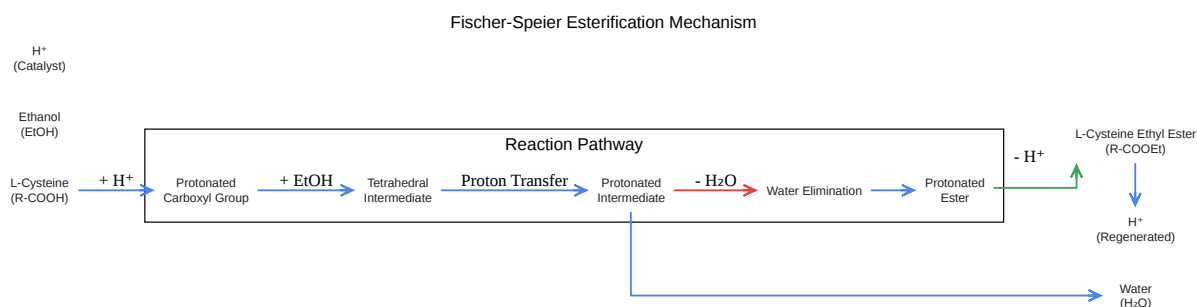 Fischer-Speier Esterification Mechanism
H⁺
(Catalyst)
Ethanol
(EtOH)
L-Cysteine
(R-COOH)
+ H⁺
Reaction Pathway
Protonated
Carboxyl Group
+ EtOH
Tetrahedral
Intermediate
Proton Transfer
Protonated
Intermediate
- H₂O
Water Elimination
Protonated
Ester
- H⁺
L-Cysteine Ethyl Ester
(R-COOEt)
H⁺
(Regenerated)
Water
(H₂O)